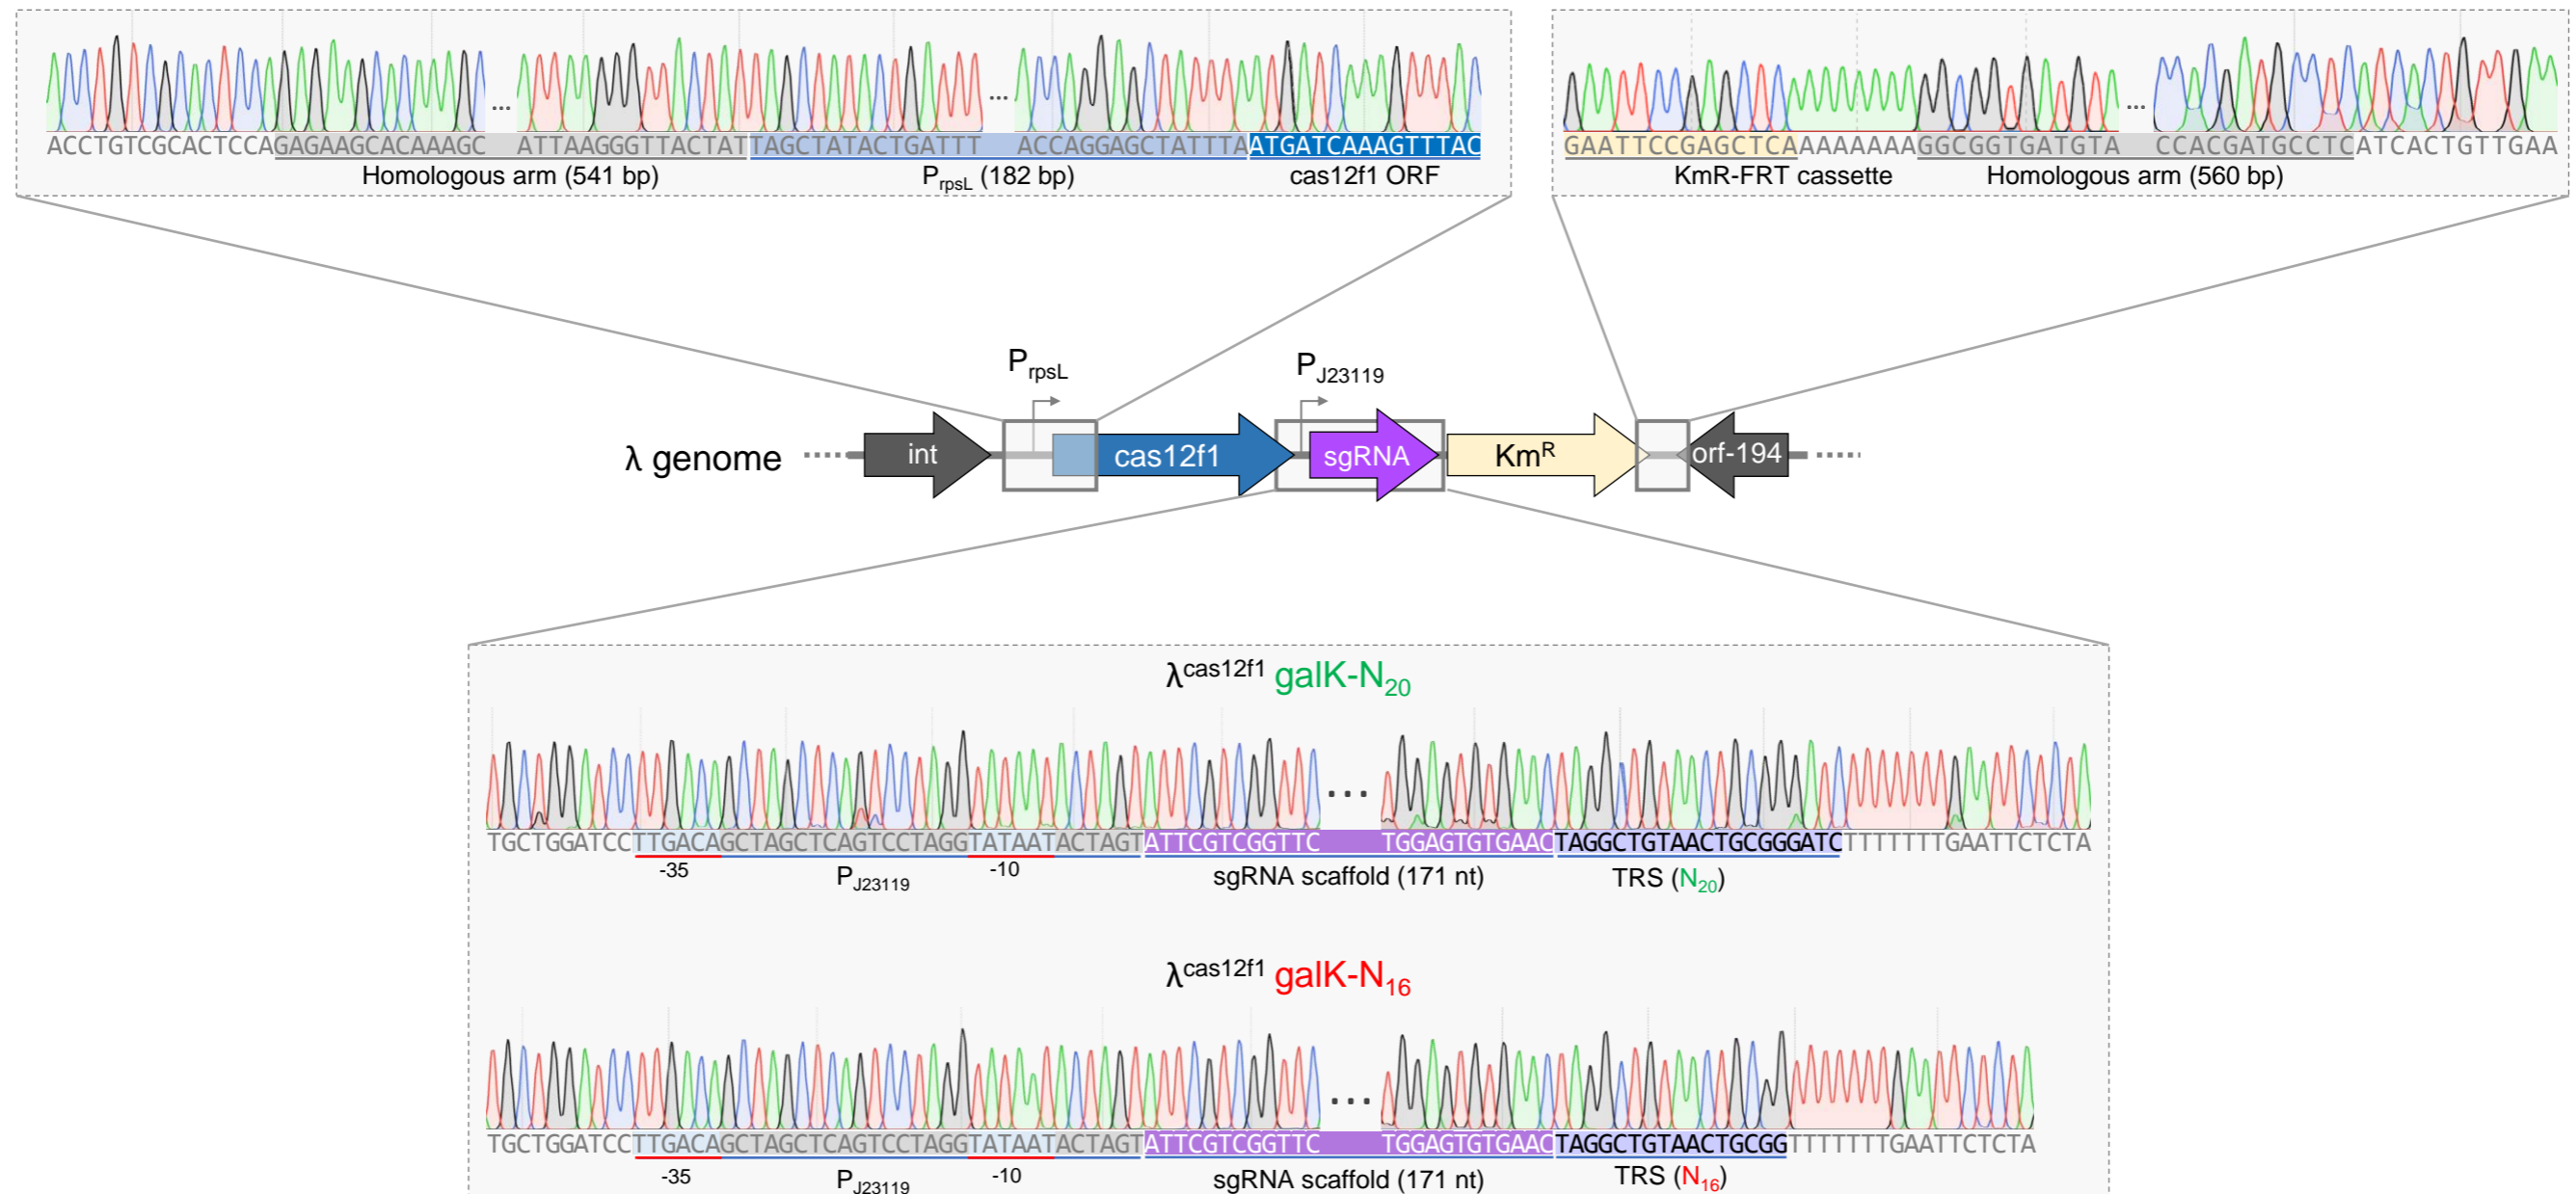 ACCTGTCGCACTCCAGAGAAGCACAAAGC ... ATTAAGGGTTACTATTAGCTATACTGATTT ... ACCAGGAGCTATTTAATGATCAAAGTTTAC
Homologous arm (541 bp) PrpsL (182 bp) cas12f1 ORF
GAATTCCGAGCTCAAAAAAAAGGCGGTGATGTA ... CCACGATGCCTCATCACTGTTGAA
KmR-FRT cassette Homologous arm (560 bp)
PrpsL
PJ23119
λ genome
int
cas12f1
sgRNA
KmR
orf-194
λcas12f1 galK-N20
TGCTGGATCCTTGACAGCTAGCTCAGTCCTAGGTATAATACTAGTATTCGTCGGTTC ... TGGAGTGTGAACTAGGCTGTAACTGCGGGATCTTTTTTTGAATTCTCTA
-35 PJ23119 -10 sgRNA scaffold (171 nt) TRS (N20)
λcas12f1 galK-N16
TGCTGGATCCTTGACAGCTAGCTCAGTCCTAGGTATAATACTAGTATTCGTCGGTTC ... TGGAGTGTGAACTAGGCTGTAACTGCGGTTTTTTTGAATTCTCTA
-35 PJ23119 -10 sgRNA scaffold (171 nt) TRS (N16)